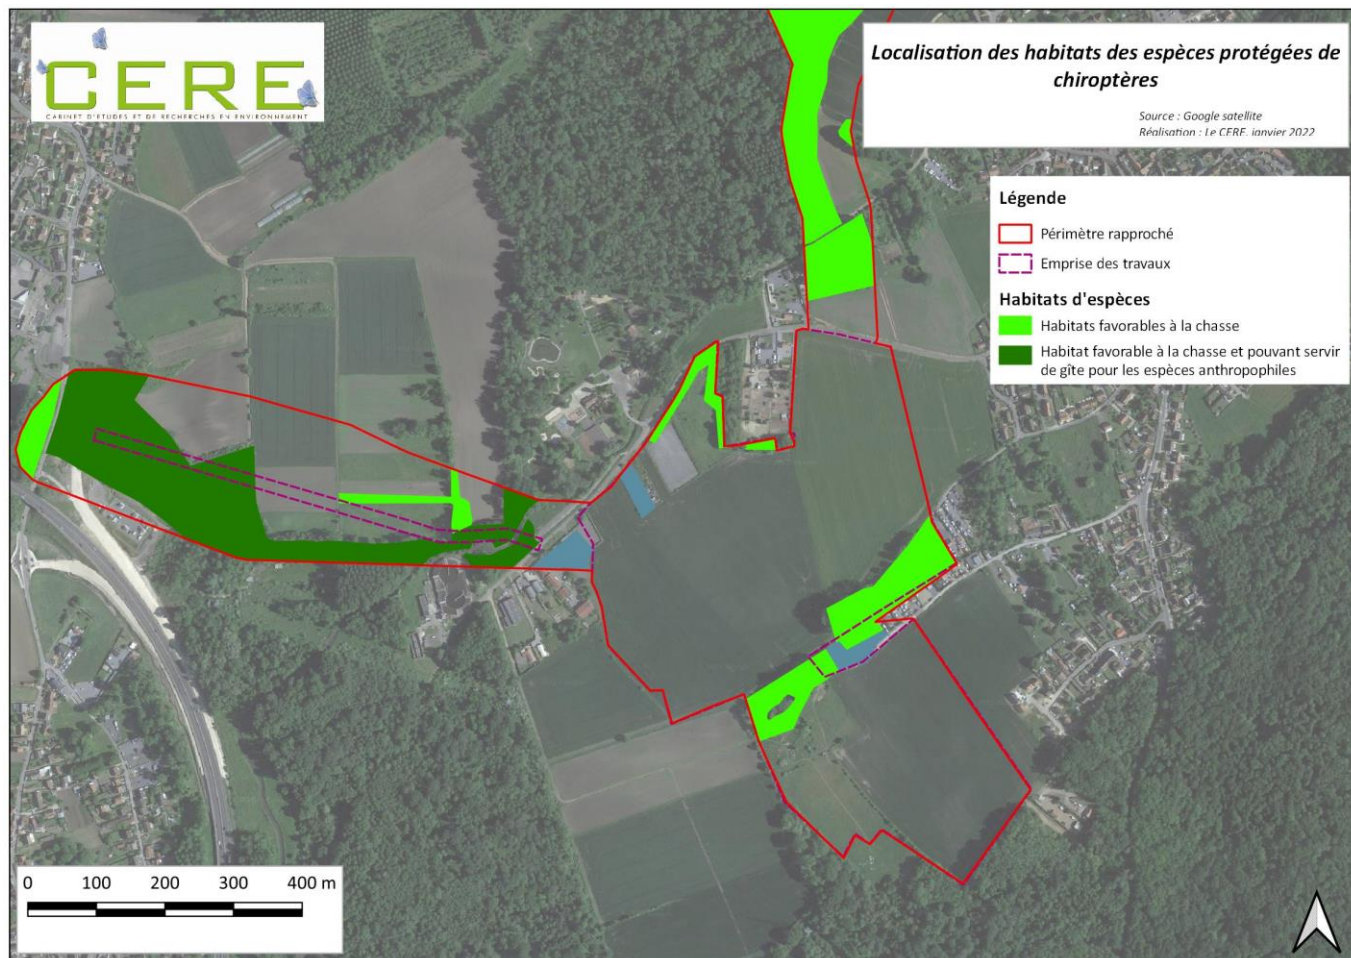 CERE
CABINET D'ETUDES ET DE RECHERCHES EN ENVIRONNEMENT
Localisation des habitats des espèces protégées de
chiroptères
Source : Google satellite
Réalisation : Le CERE, janvier 2022
Légende
Périmètre rapproché
Emprise des travaux
Habitats d'espèces
Habitats favorables à la chasse
Habitat favorable à la chasse et pouvant servir
de gîte pour les espèces anthropophiles
0 100 200 300 400 m